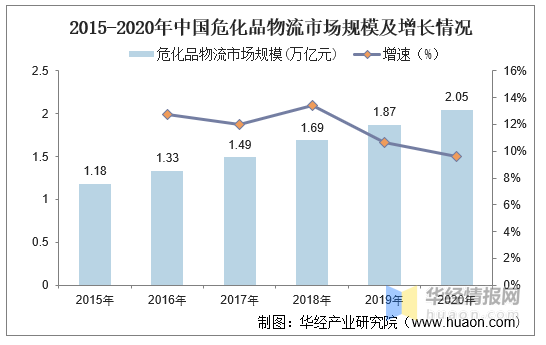 2015-2020年中国危化品物流市场规模及增长情况
危化品物流市场规模(万亿元) 增速（%）
2.5 16%
14%
2 2.05
1.87
12%
1.69
1.5 1.49 10%
1.33
1.18 8%
1
6%
0.5 4%
2%
0 0%
2015年 2016年 2017年 2018年 2019年 2020年
华经情报网
huaon.com
制图：华经产业研究院（www.huaon.com）